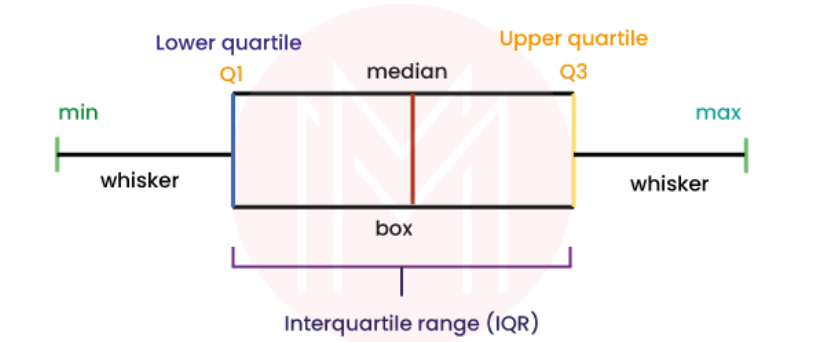 Lower quartile
Upper quartile
Q1
median
Q3
min
max
whisker
whisker
box
Interquartile range (IQR)